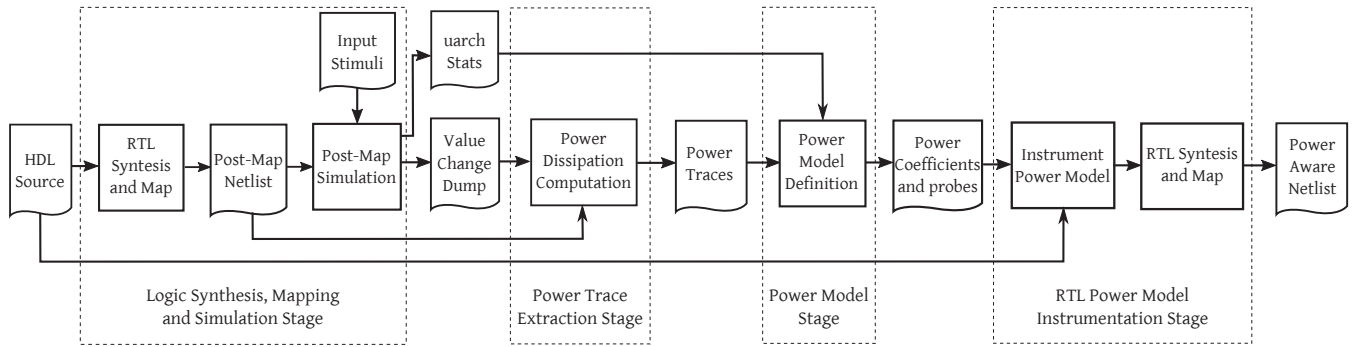 Input
Stimuli
uarch
Stats
HDL
Source
RTL
Syntesis
and Map
Post-Map
Netlist
Post-Map
Simulation
Value
Change
Dump
Power
Dissipation
Computation
Power
Traces
Power
Model
Definition
Power
Coefficients
and probes
Instrument
Power Model
RTL Syntesis
and Map
Power
Aware
Netlist
Logic Synthesis, Mapping
and Simulation Stage
Power Trace
Extraction Stage
Power Model
Stage
RTL Power Model
Instrumentation Stage